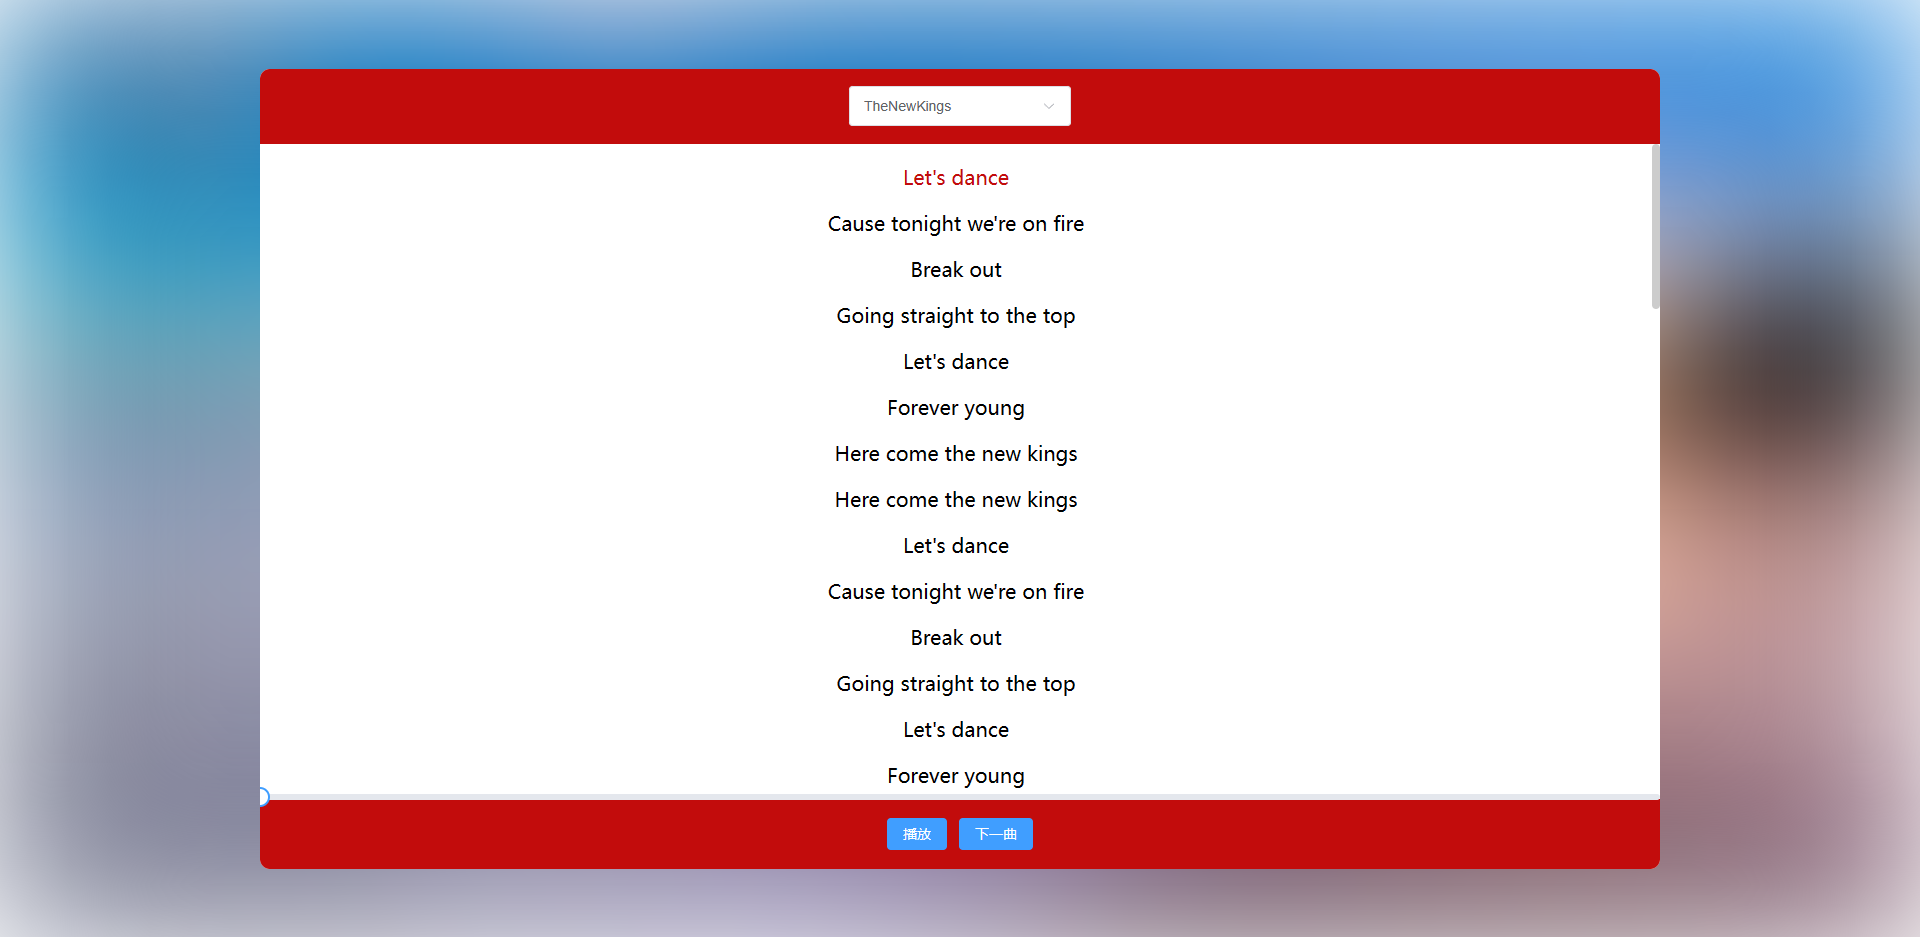 TheNewKings
Let's dance
Cause tonight we're on fire
Break out
Going straight to the top
Let's dance
Forever young
Here come the new kings
Here come the new kings
Let's dance
Cause tonight we're on fire
Break out
Going straight to the top
Let's dance
Forever young
播放 下一曲